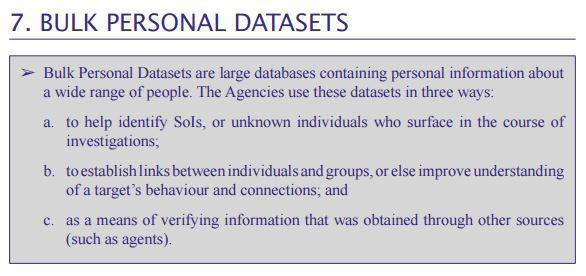 7. BULK PERSONAL DATASETS
➢ Bulk Personal Datasets are large databases containing personal information about
a wide range of people. The Agencies use these datasets in three ways:
a. to help identify SoIs, or unknown individuals who surface in the course of
investigations;
b. to establish links between individuals and groups, or else improve understanding
of a target's behaviour and connections; and
c. as a means of verifying information that was obtained through other sources
(such as agents).